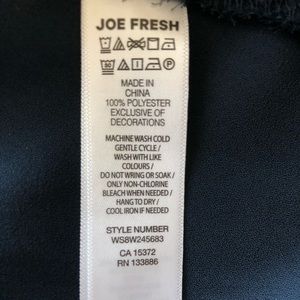 JOE FRESH
MADE IN
CHINA
100% POLYESTER
EXCLUSIVE OF
DECORATIONS
MACHINE WASH COLD
GENTLE CYCLE /
WASH WITH LIKE
COLOURS /
DO NOT WRING OR SOAK /
ONLY NON-CHLORINE
BLEACH WHEN NEEDED /
HANG TO DRY /
COOL IRON IF NEEDED
STYLE NUMBER
WS8W245683
CA 15372
RN 133886